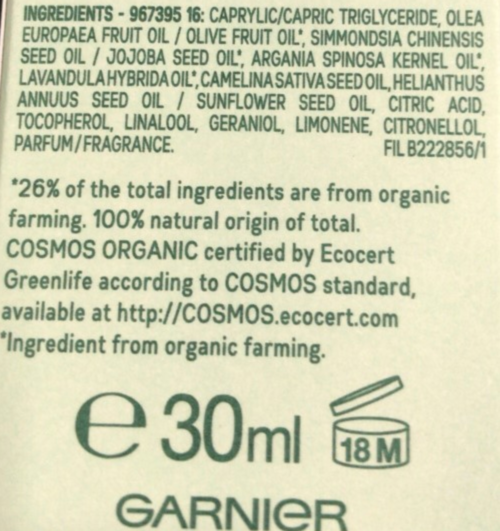 INGREDIENTS - 967395 16: CAPRYLIC/CAPRIC TRIGLYCERIDE, OLEA
EUROPAEA FRUIT OIL / OLIVE FRUIT OIL*, SIMMONDSIA CHINENSIS
SEED OIL / JOJOBA SEED OIL*, ARGANIA SPINOSA KERNEL OIL*,
LAVANDULA HYBRIDA OIL*, CAMELINA SATIVA SEED OIL, HELIANTHUS
ANNUUS SEED OIL / SUNFLOWER SEED OIL, CITRIC ACID,
TOCOPHEROL, LINALOOL, GERANIOL, LIMONENE, CITRONELLOL,
PARFUM / FRAGRANCE. FIL B222856/1
*26% of the total ingredients are from organic
farming. 100% natural origin of total.
COSMOS ORGANIC certified by Ecocert
Greenlife according to COSMOS standard,
available at http://COSMOS.ecocert.com
*Ingredient from organic farming.
e 30ml 18 M
GARNIER